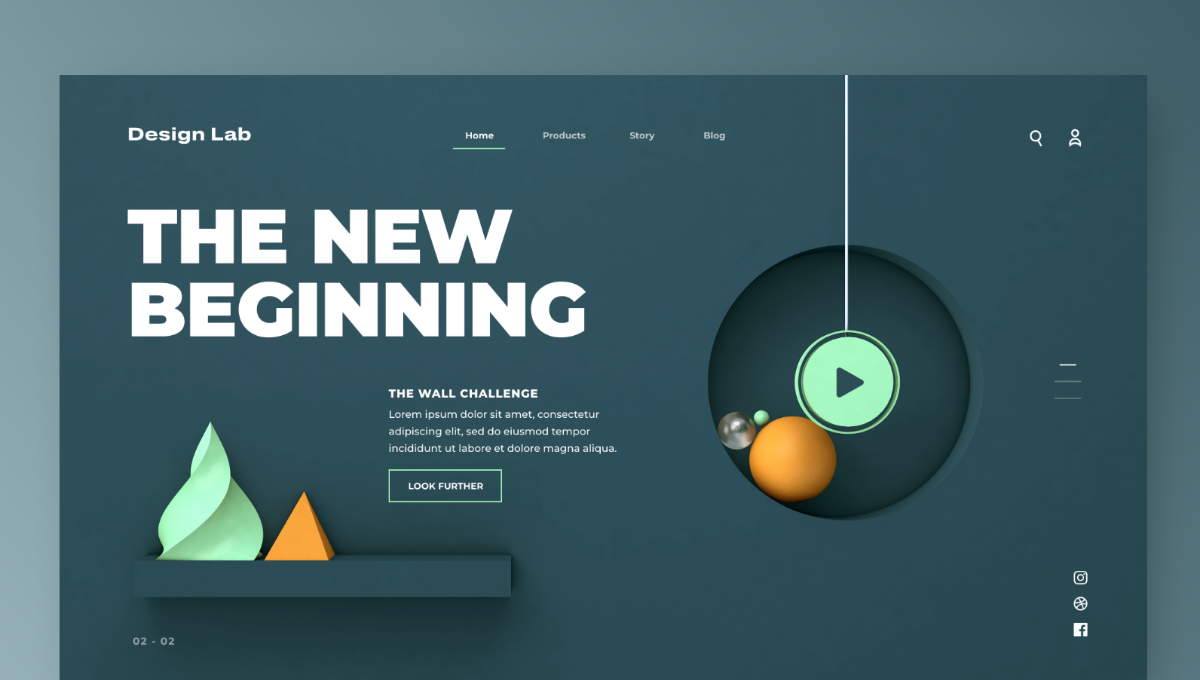 Design Lab
Home
Products
Story
Blog
THE NEW
BEGINNING
THE WALL CHALLENGE
Lorem ipsum dolor sit amet, consectetur
adipiscing elit, sed do eiusmod tempor
incididunt ut labore et dolore magna aliqua.
LOOK FURTHER
02 - 02